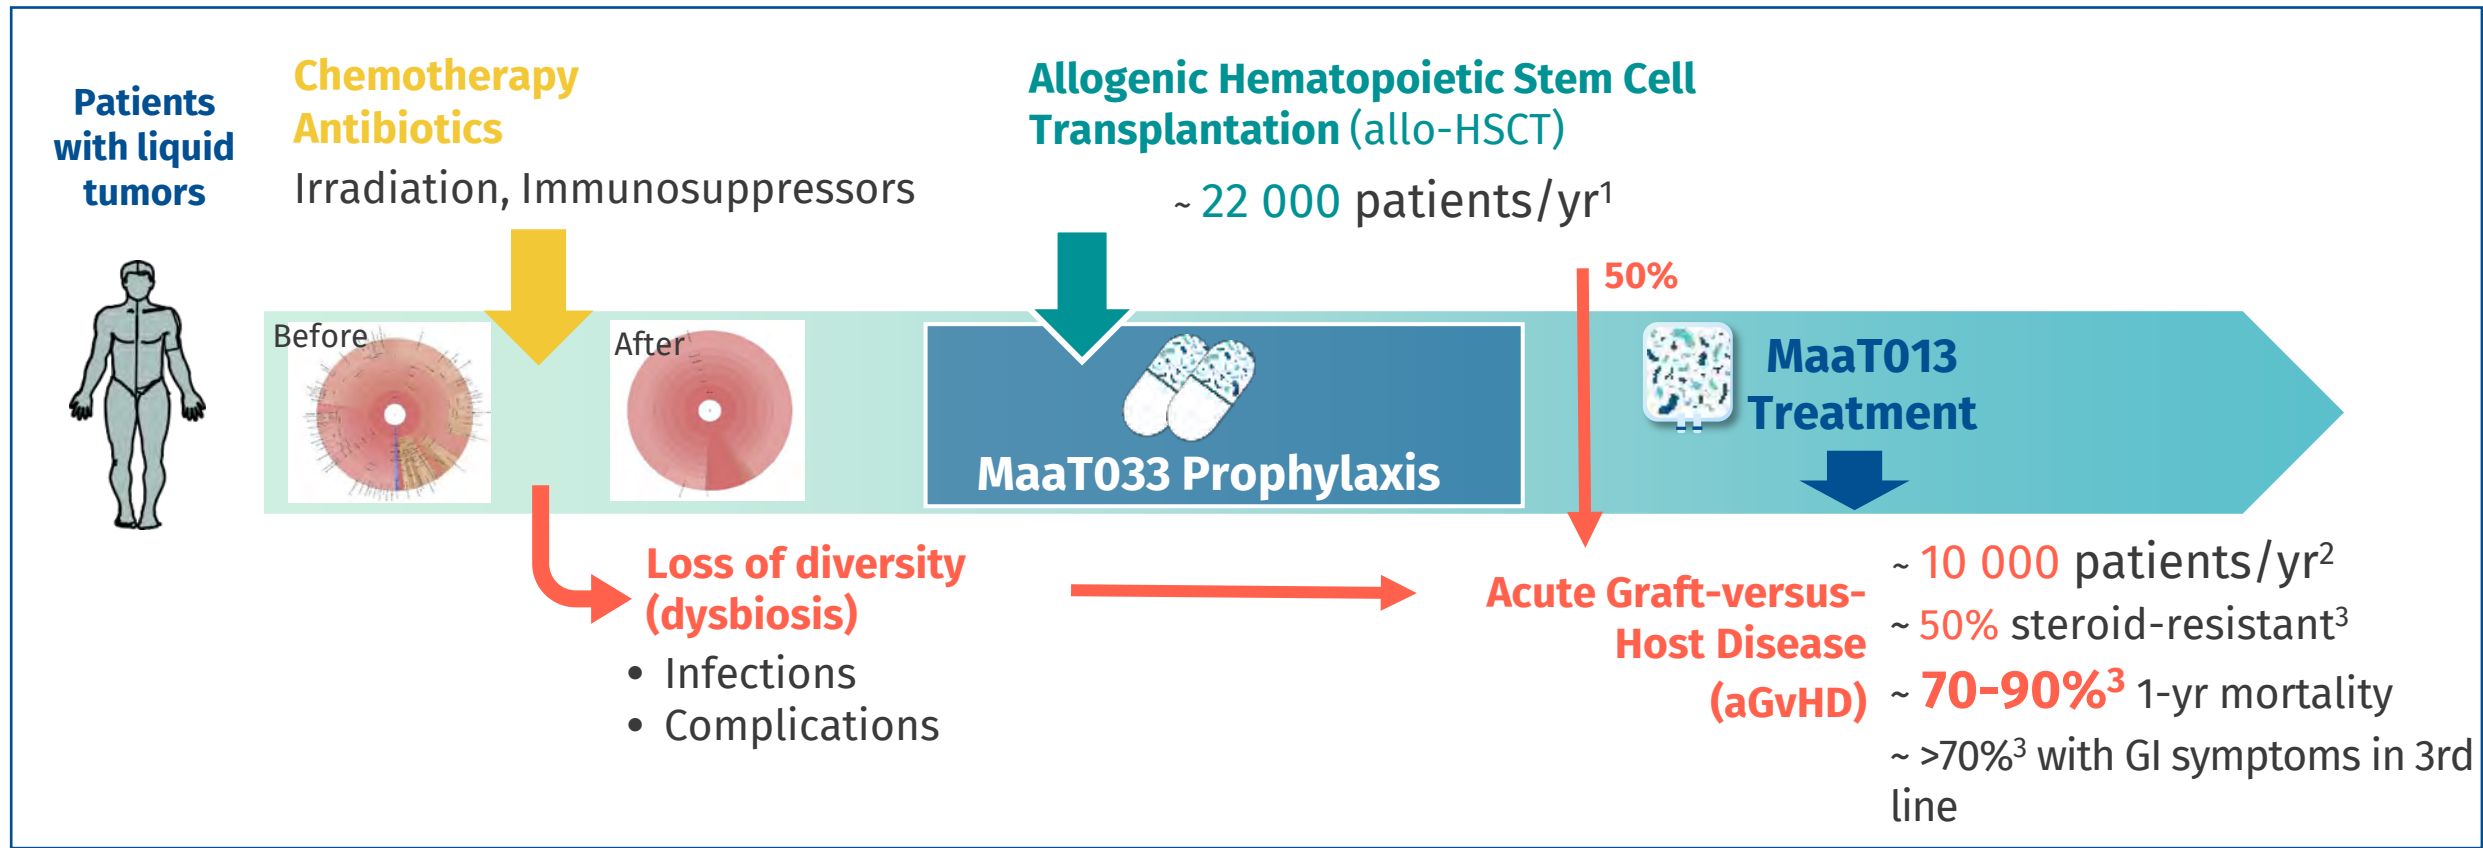 Patients
with liquid
tumors
Chemotherapy
Antibiotics
Irradiation, Immunosuppressors
Allogenic Hematopoietic Stem Cell
Transplantation (allo-HSCT)
~ 22 000 patients/yr¹
50%
Before
After
MaaT033 Prophylaxis
MaaT013
Treatment
Loss of diversity
(dysbiosis)
• Infections
• Complications
Acute Graft-versus-
Host Disease
(aGvHD)
~ 10 000 patients/yr²
~ 50% steroid-resistant³
~ 70-90%³ 1-yr mortality
~ >70%³ with GI symptoms in 3rd
line